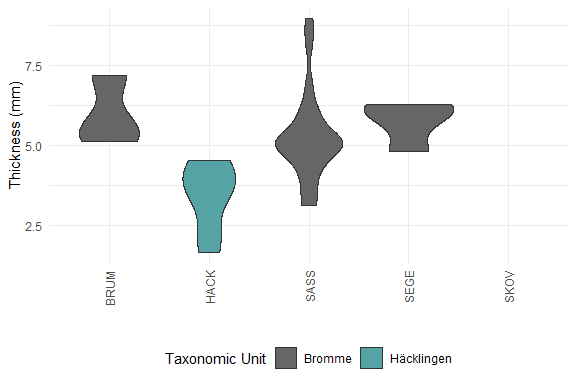 Thickness (mm)
7.5
5.0
2.5
BRUM
HACK
SASS
SEGE
SKOV
Taxonomic Unit
Bromme
Häcklingen